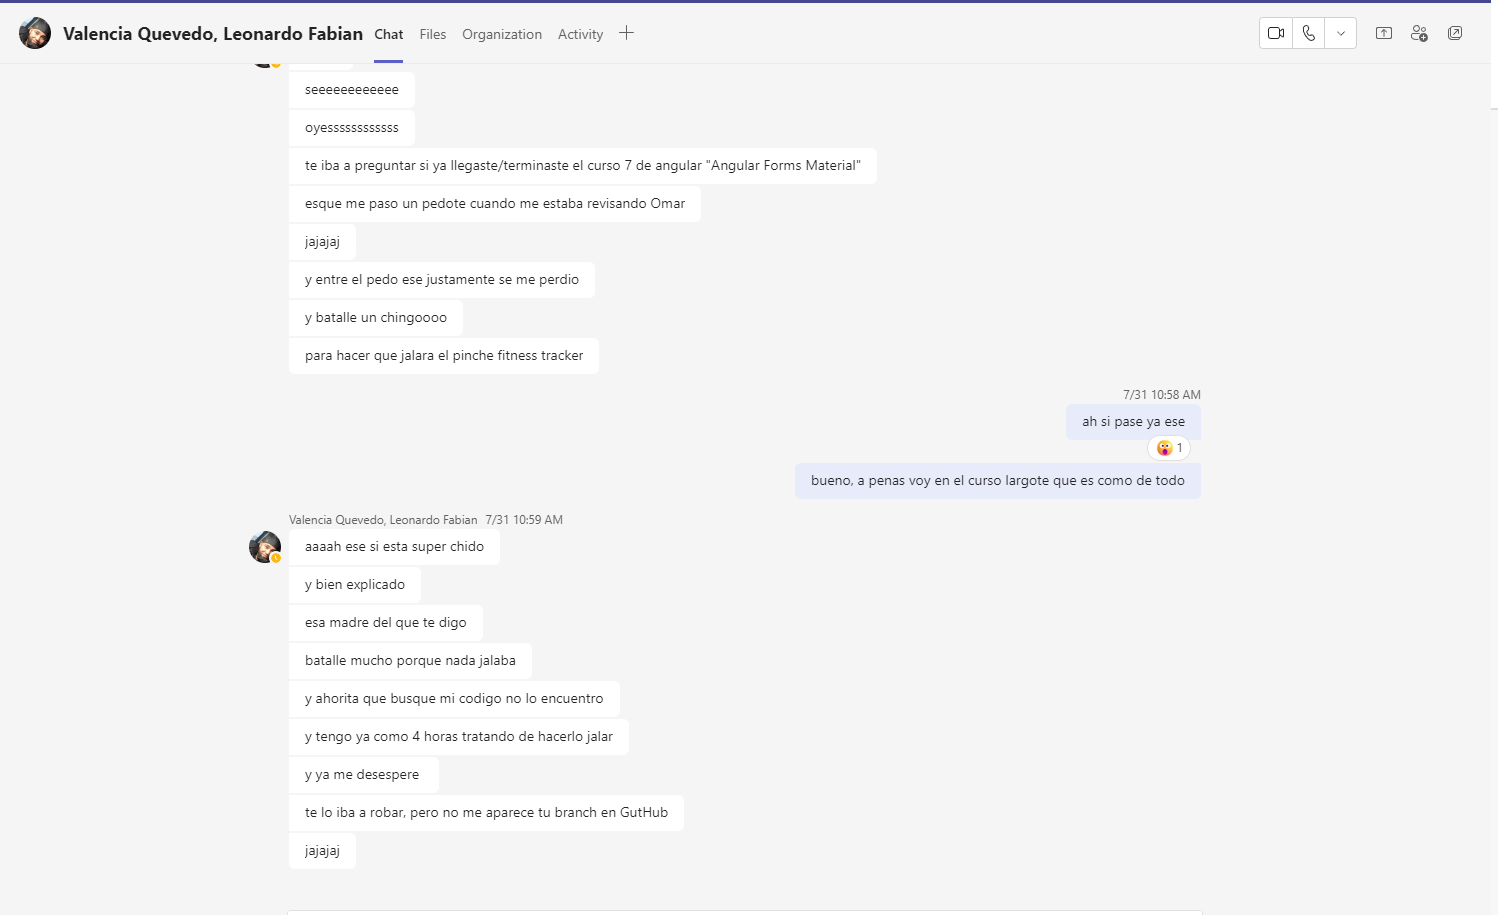 Valencia Quevedo, Leonardo Fabian
Chat
Files
Organization
Activity
seeeeeeeeeeee
oyessssssssssss
te iba a preguntar si ya llegaste/terminaste el curso 7 de angular "Angular Forms Material"
esque me paso un pedote cuando me estaba revisando Omar
jajajaj
y entre el pedo ese justamente se me perdio
y batalle un chingoooo
para hacer que jalara el pinche fitness tracker
7/31 10:58 AM
ah si pase ya ese
1
bueno, a penas voy en el curso largote que es como de todo
Valencia Quevedo, Leonardo Fabian 7/31 10:59 AM
aaaah ese si esta super chido
y bien explicado
esa madre del que te digo
batalle mucho porque nada jalaba
y ahorita que busque mi codigo no lo encuentro
y tengo ya como 4 horas tratando de hacerlo jalar
y ya me desespere
te lo iba a robar, pero no me aparece tu branch en GutHub
jajajaj